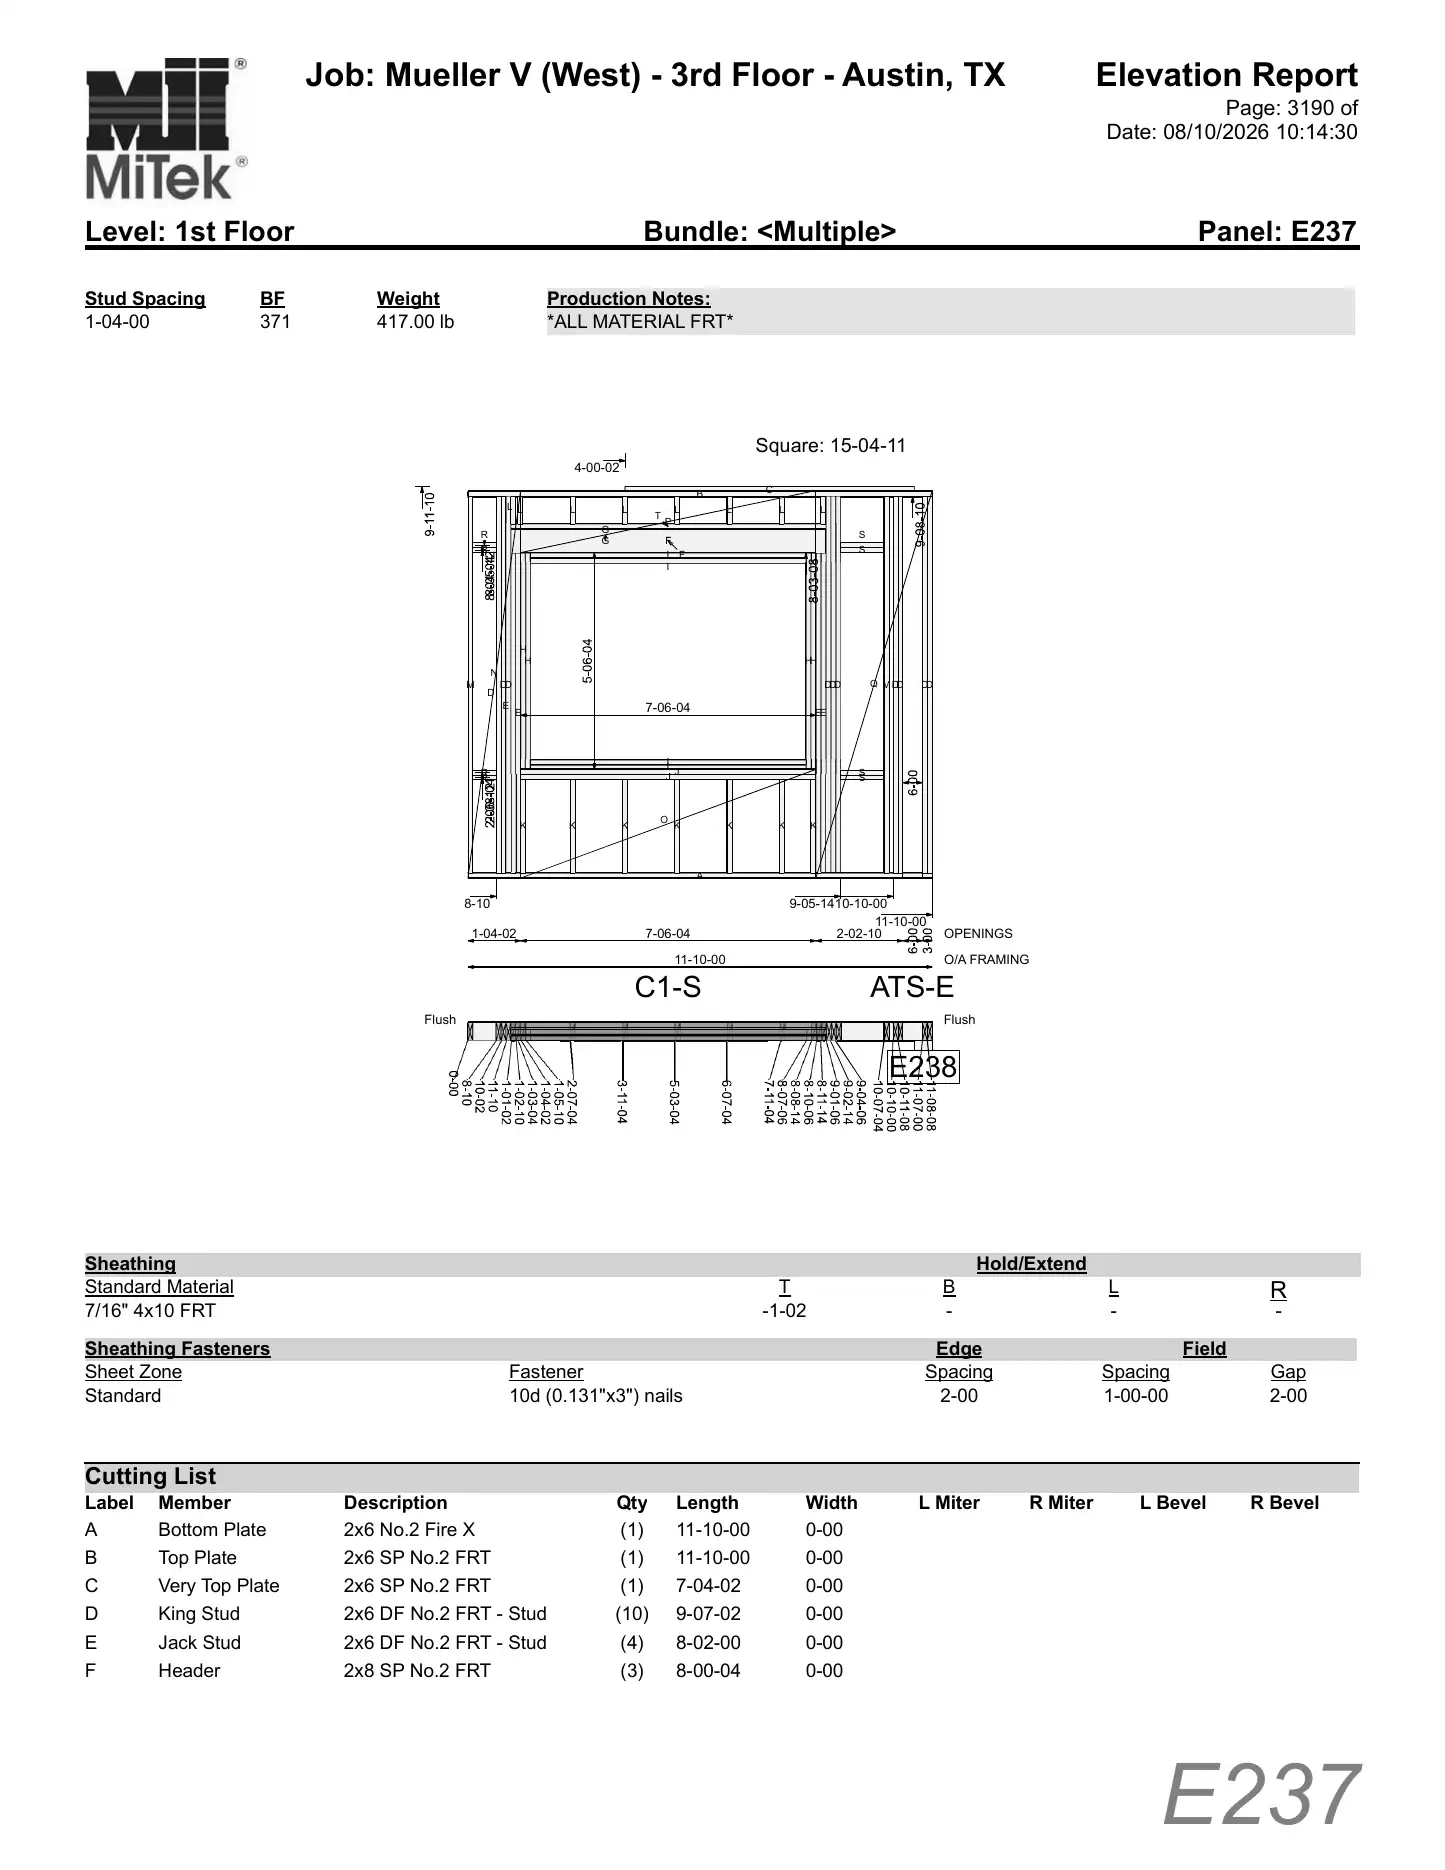 Job: Mueller V (West) - 3rd Floor - Austin, TX
Elevation Report
Page: 3190 of
Date: 08/10/2026 10:14:30
MiTek®
Level: 1st Floor Bundle: <Multiple> Panel: E237
Stud Spacing BF Weight Production Notes:
1-04-00 371 417.00 lb *ALL MATERIAL FRT*
Square: 15-04-11
4-00-02
9-11-10
B C
L L L L L L L L
T
P
9-08-10
R
O
G
F
F
S
S
I
I
8-03-08
5-06-04
H
H
H
N
M D D D D D D Q V D D D D
E
E E E
7-06-04
I
J
S
S
6-00
O
K K K K K K K
A
8-10 9-05-14 10-10-00
11-10-00
1-04-02 7-06-04 2-02-10 6-00 3-00 OPENINGS
11-10-00 O/A FRAMING
C1-S ATS-E
Flush Flush
E238
0-00 8-10 10-02 11-10 1-01-02 1-02-10 1-03-04 1-04-02 1-05-10 2-07-04 3-11-04 5-03-04 6-07-04 7-11-04 8-07-06 8-08-14 8-10-06 8-11-14 9-01-06 9-02-14 9-04-06 10-07-04 10-10-00 10-11-08 11-07-00 11-08-08
Sheathing Hold/Extend
Standard Material T B L R
7/16" 4x10 FRT -1-02 - - -
Sheathing Fasteners Edge Field
Sheet Zone Fastener Spacing Spacing Gap
Standard 10d (0.131"x3") nails 2-00 1-00-00 2-00
Cutting List
Label Member Description Qty Length Width L Miter R Miter L Bevel R Bevel
A Bottom Plate 2x6 No.2 Fire X (1) 11-10-00 0-00
B Top Plate 2x6 SP No.2 FRT (1) 11-10-00 0-00
C Very Top Plate 2x6 SP No.2 FRT (1) 7-04-02 0-00
D King Stud 2x6 DF No.2 FRT - Stud (10) 9-07-02 0-00
E Jack Stud 2x6 DF No.2 FRT - Stud (4) 8-02-00 0-00
F Header 2x8 SP No.2 FRT (3) 8-00-04 0-00
E237